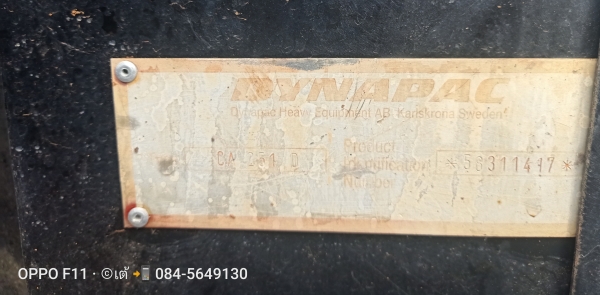 DYNAPAC
Dynapac Heavy Equipment AB Karlskrona Sweden
Product
CA 251 D Identification *58311417*
Number
OPPO F11 · ©เต้ 📲 084-5649130